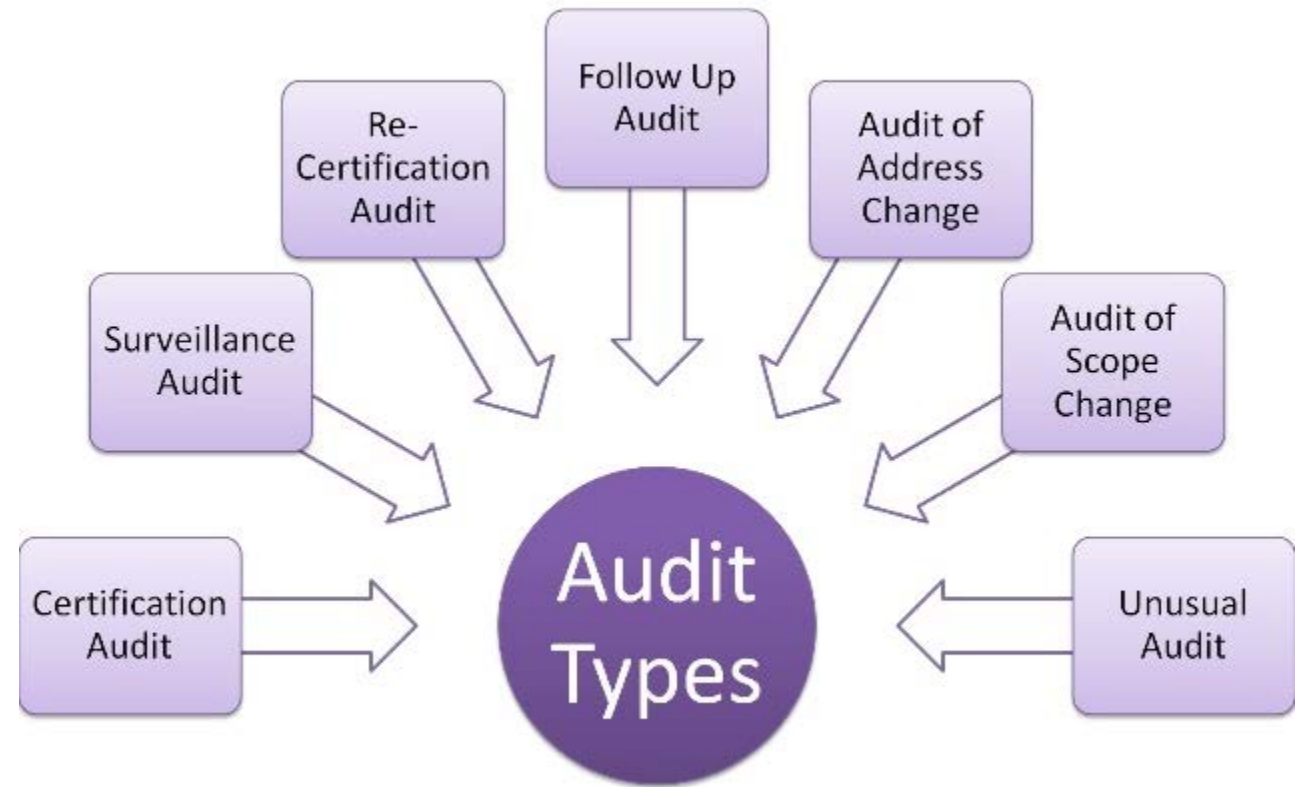 Follow Up
Audit
Re-
Certification
Audit
Audit of
Address
Change
Surveillance
Audit
Audit of
Scope
Change
Certification
Audit
Audit
Types
Unusual
Audit